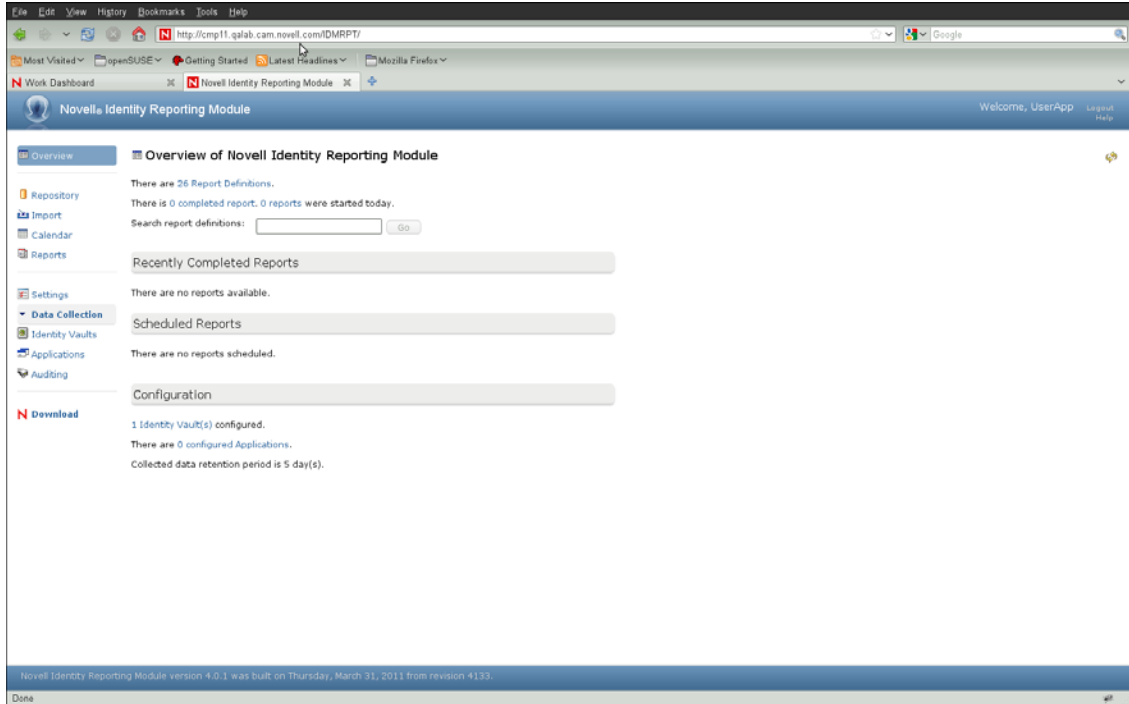 File Edit View History Bookmarks Tools Help
http://cmp11.qalab.cam.novell.com/IDMRPT/
Google
Most Visited openSUSE Getting Started Latest Headlines Mozilla Firefox
Work Dashboard Novell Identity Reporting Module
Novell® Identity Reporting Module
Welcome, UserApp Logout
Help
Overview
Overview of Novell Identity Reporting Module
There are 26 Report Definitions.
Repository
There is 0 completed report. 0 reports were started today.
Import
Search report definitions: Go
Calendar
Reports
Recently Completed Reports
Settings
There are no reports available.
Data Collection
Scheduled Reports
Identity Vaults
Applications
There are no reports scheduled.
Auditing
Configuration
Download
1 Identity Vault(s) configured.
There are 0 configured Applications.
Collected data retention period is 5 day(s).
Novell Identity Reporting Module version 4.0.1 was built on Thursday, March 31, 2011 from revision 4133.
Done